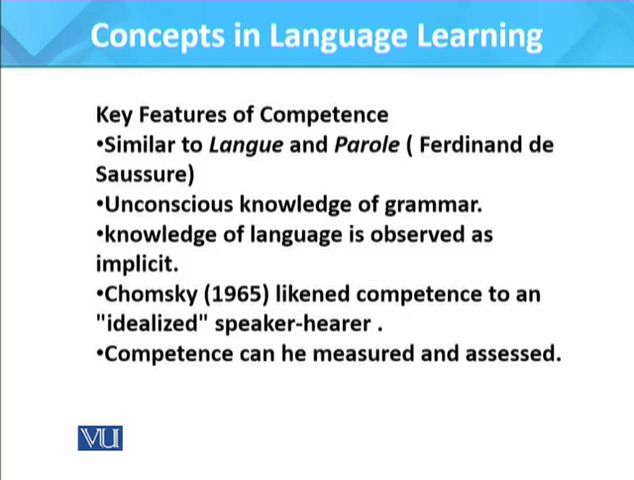 Concepts in Language Learning
Key Features of Competence
•Similar to Langue and Parole ( Ferdinand de
Saussure)
•Unconscious knowledge of grammar.
•knowledge of language is observed as
implicit.
•Chomsky (1965) likened competence to an
"idealized" speaker-hearer .
•Competence can he measured and assessed.
VU